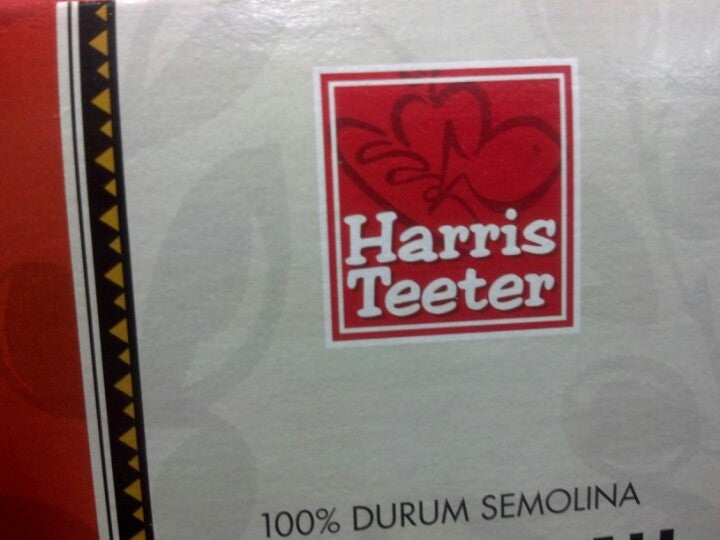 Harris
Teeter
100% DURUM SEMOLINA